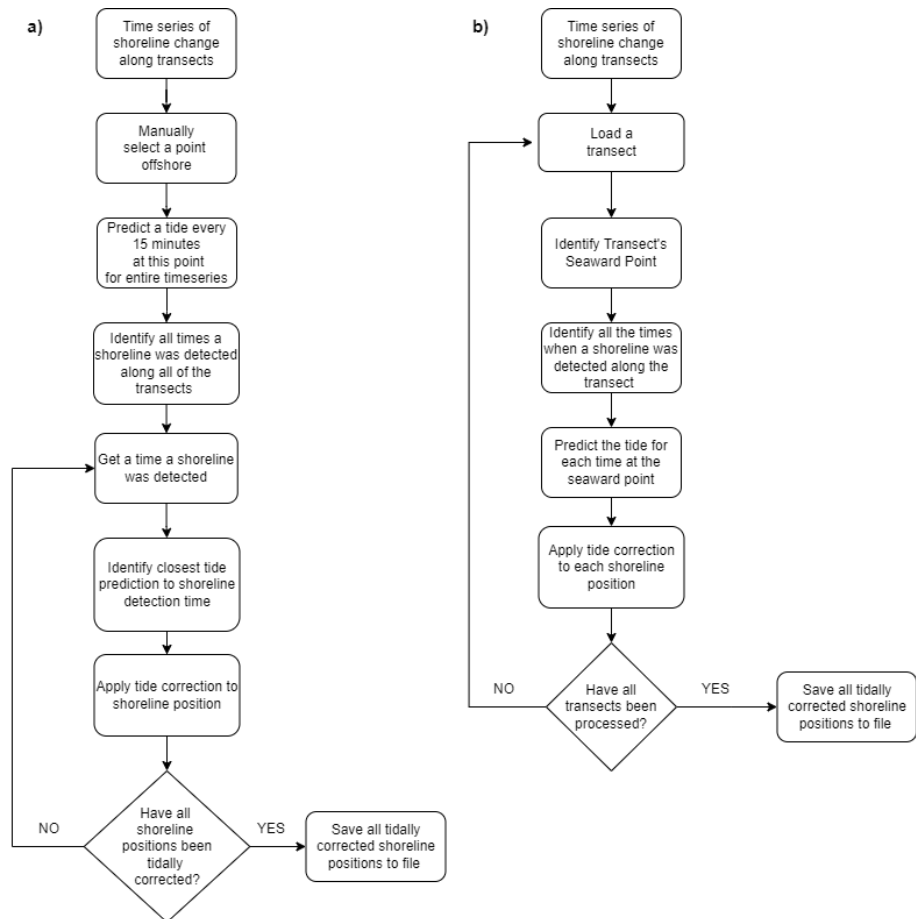 a)
Time series of
shoreline change
along transects
Manually
select a point
offshore
Predict a tide every
15 minutes
at this point
for entire timeseries
Identify all times a
shoreline was detected
along all of the
transects
Get a time a shoreline
was detected
Identify closest tide
prediction to shoreline
detection time
Apply tide correction to
shoreline position
Have all
shoreline
positions been
tidally
corrected?
NO
YES
Save all tidally
corrected shoreline
positions to file
b)
Time series of
shoreline change
along transects
Load a
transect
Identify Transect's
Seaward Point
Identify all the times
when a shoreline was
detected along the
transect
Predict the tide for
each time at the
seaward point
Apply tide correction
to each shoreline
position
Have all
transects been
processed?
NO
YES
Save all tidally
corrected shoreline
positions to file